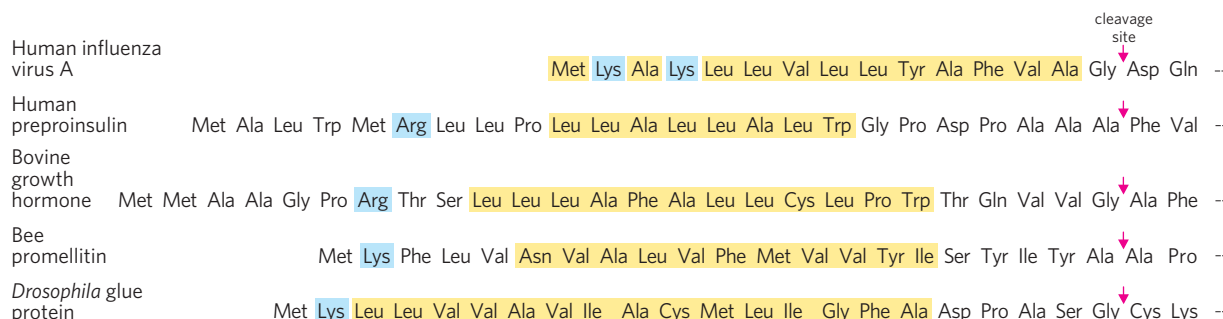 cleavage
site
Human influenza
virus A Met Lys Ala Lys Leu Leu Val Leu Leu Tyr Ala Phe Val Ala Gly Asp Gln --
Human
preproinsulin Met Ala Leu Trp Met Arg Leu Leu Pro Leu Leu Ala Leu Leu Ala Leu Trp Gly Pro Asp Pro Ala Ala Ala Phe Val --
Bovine
growth
hormone Met Met Ala Ala Gly Pro Arg Thr Ser Leu Leu Leu Ala Phe Ala Leu Leu Cys Leu Pro Trp Thr Gln Val Val Gly Ala Phe --
Bee
promellitin Met Lys Phe Leu Val Asn Val Ala Leu Val Phe Met Val Val Tyr Ile Ser Tyr Ile Tyr Ala Ala Pro --
Drosophila glue
protein Met Lys Leu Leu Val Val Ala Val Ile Ala Cys Met Leu Ile Gly Phe Ala Asp Pro Ala Ser Gly Cys Lys --